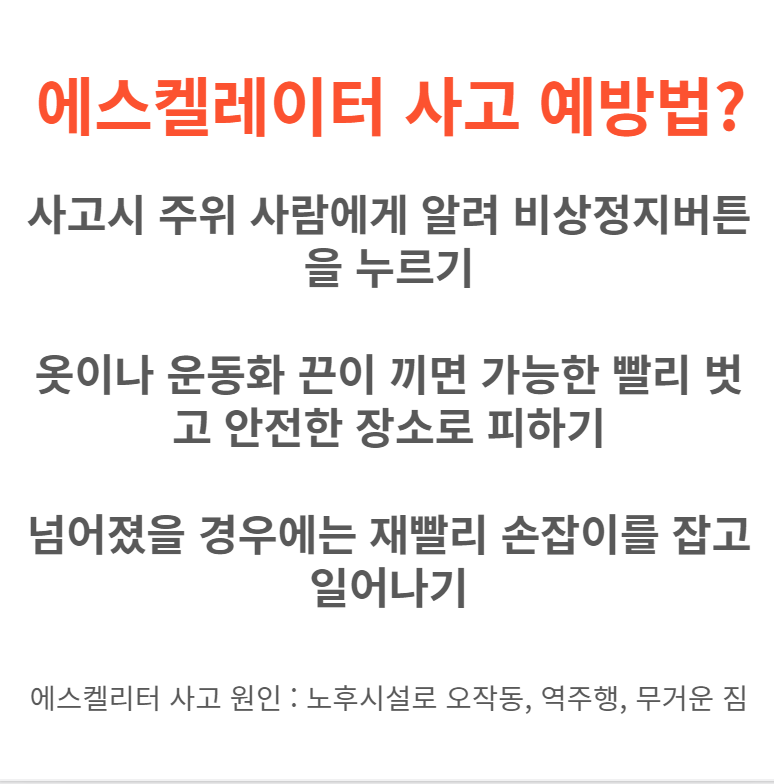 에스켈레이터 사고 예방법?
사고시 주위 사람에게 알려 비상정지버튼
을 누르기
옷이나 운동화 끈이 끼면 가능한 빨리 벗
고 안전한 장소로 피하기
넘어졌을 경우에는 재빨리 손잡이를 잡고
일어나기
에스켈리터 사고 원인 : 노후시설로 오작동, 역주행, 무거운 짐